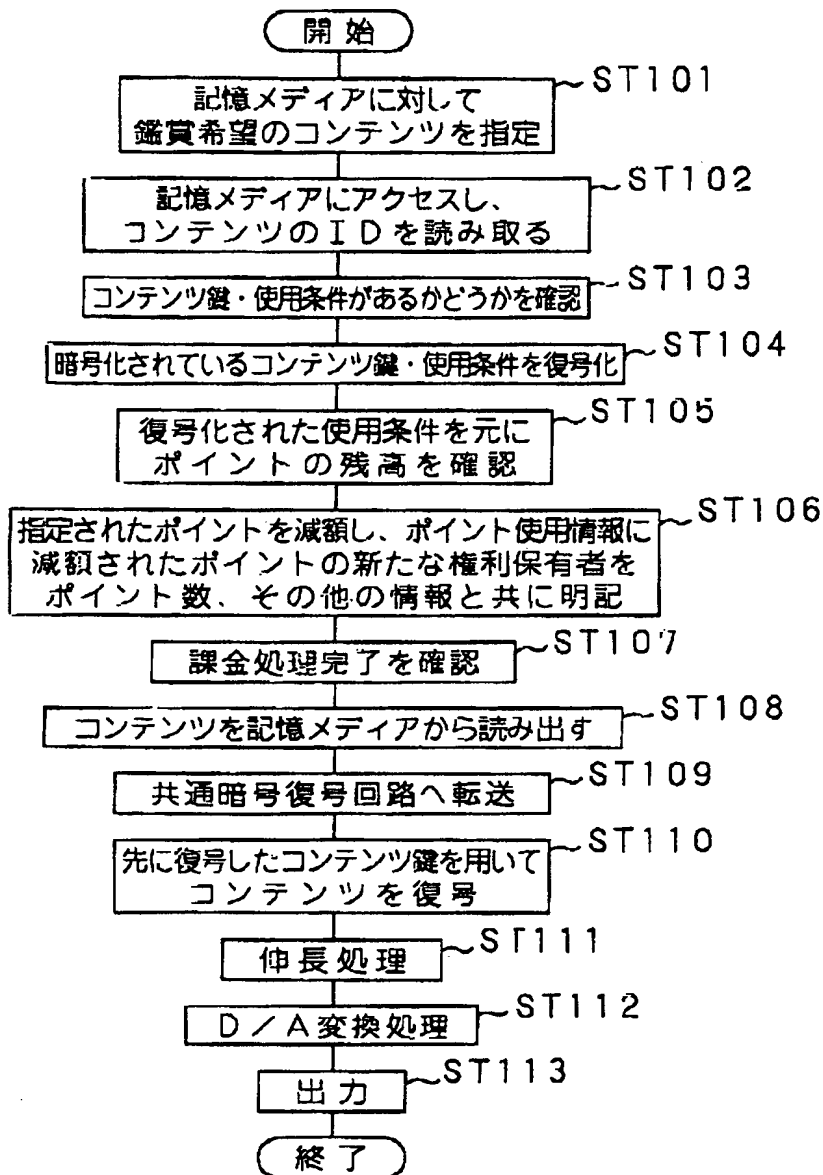 開始
ST101
記憶メディアに対して
鑑賞希望のコンテンツを指定
ST102
記憶メディアにアクセスし、
コンテンツのIDを読み取る
ST103
コンテンツ鍵・使用条件があるかどうかを確認
ST104
暗号化されているコンテンツ鍵・使用条件を復号化
ST105
復号化された使用条件を元に
ポイントの残高を確認
ST106
指定されたポイントを減額し、ポイント使用情報に
減額されたポイントの新たな権利保有者を
ポイント数、その他の情報と共に明記
ST107
課金処理完了を確認
ST108
コンテンツを記憶メディアから読み出す
ST109
共通暗号復号回路へ転送
ST110
先に復号したコンテンツ鍵を用いて
コンテンツを復号
ST111
伸長処理
ST112
D/A変換処理
ST113
出力
終了